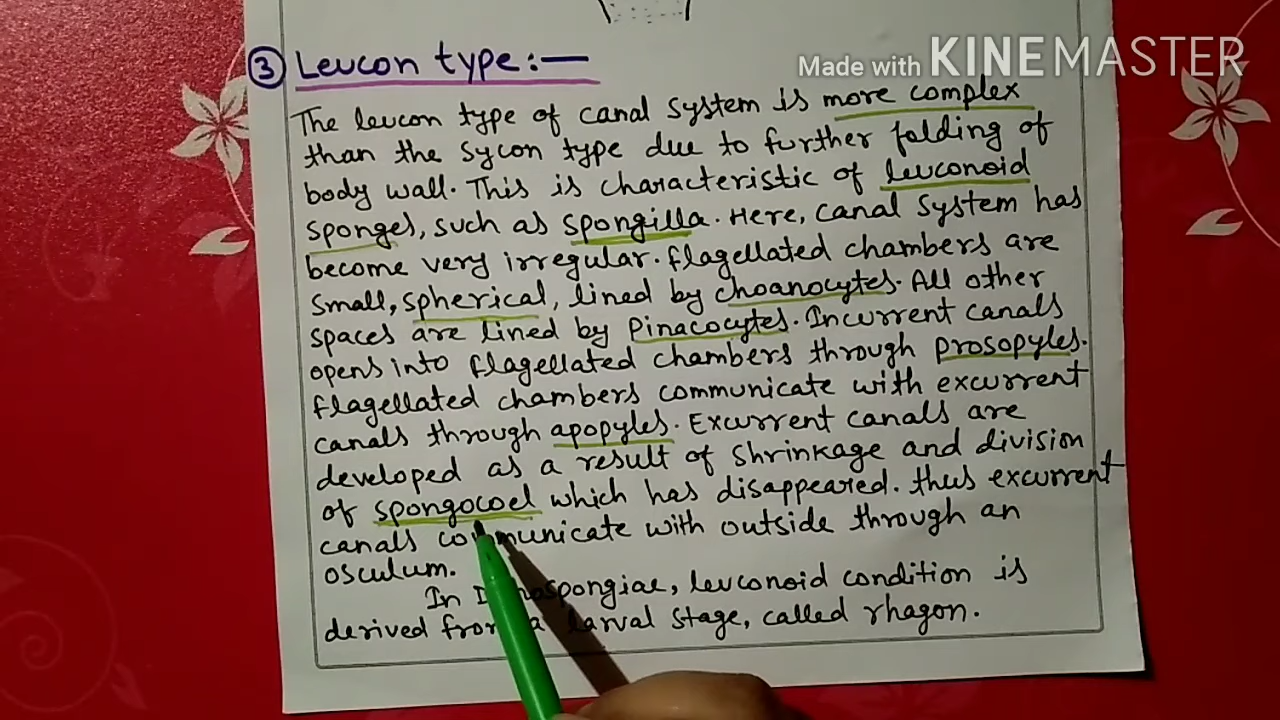 Made with KINEMASTER
③ Leucon type:—
The leucon type of canal system is more complex
than the sycon type due to further folding of
body wall. This is characteristic of leuconoid
sponges, such as spongilla. Here, canal system has
become very irregular. flagellated chambers are
small, spherical, lined by choanocytes. All other
spaces are lined by Pinacocytes. Incurrent canals
opens into flagellated chambers through prosopyles.
flagellated chambers communicate with excurrent
canals through apopyles. Excurrent canals are
developed as a result of shrinkage and division
of spongocoel which has disappeared. thus excurrent
canals communicate with outside through an
osculum.
In leuconoid condition is
derived a larval stage, called rhagon.